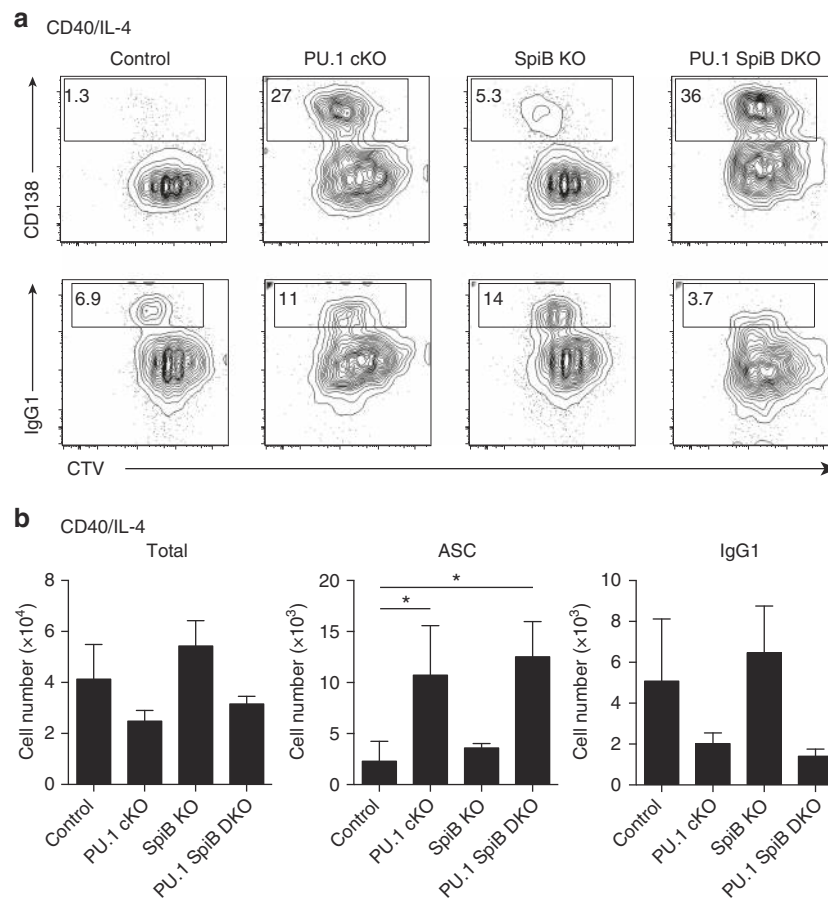 a
CD40/IL-4
Control PU.1 cKO SpiB KO PU.1 SpiB DKO
1.3 27 5.3 36
CD138
6.9 11 14 3.7
IgG1
CTV
b
CD40/IL-4
Total
Cell number (×10⁴)
8
6
4
2
0
Control
PU.1 cKO
SpiB KO
PU.1 SpiB DKO
ASC
Cell number (×10³)
20
15
10
5
0
*
*
Control
PU.1 cKO
SpiB KO
PU.1 SpiB DKO
IgG1
Cell number (×10³)
10
8
6
4
2
0
Control
PU.1 cKO
SpiB KO
PU.1 SpiB DKO